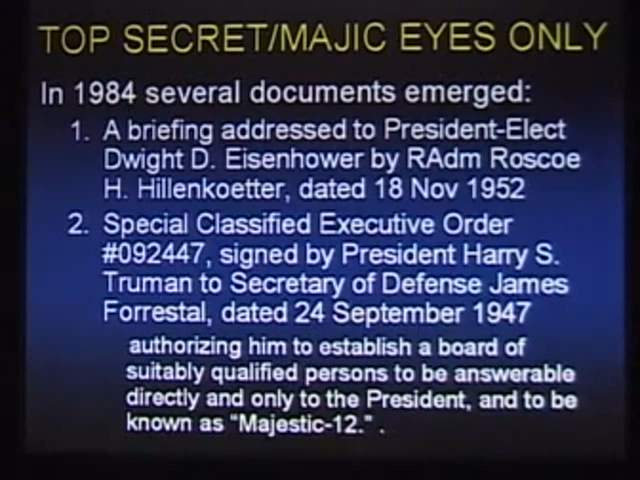 TOP SECRET/MAJIC EYES ONLY
In 1984 several documents emerged:
1. A briefing addressed to President-Elect
Dwight D. Eisenhower by RAdm Roscoe
H. Hillenkoetter, dated 18 Nov 1952
2. Special Classified Executive Order
#092447, signed by President Harry S.
Truman to Secretary of Defense James
Forrestal, dated 24 September 1947
authorizing him to establish a board of
suitably qualified persons to be answerable
directly and only to the President, and to be
known as "Majestic-12." .